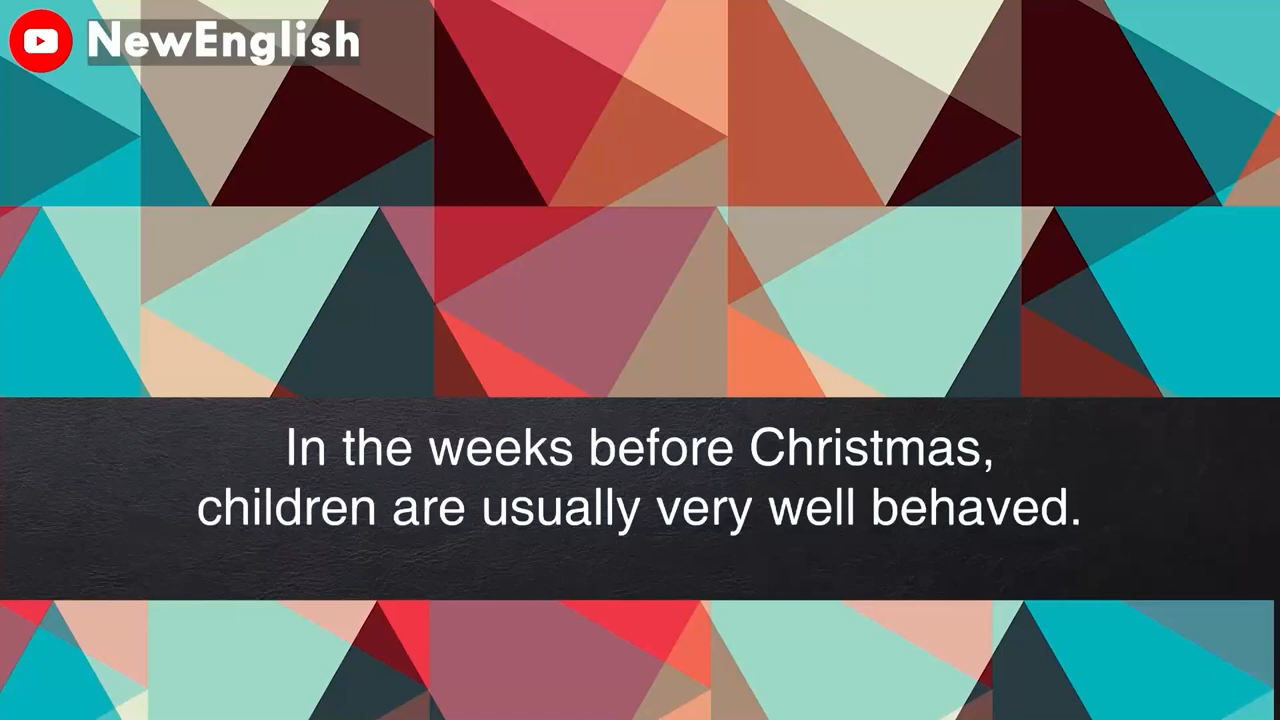 NewEnglish
In the weeks before Christmas,
children are usually very well behaved.